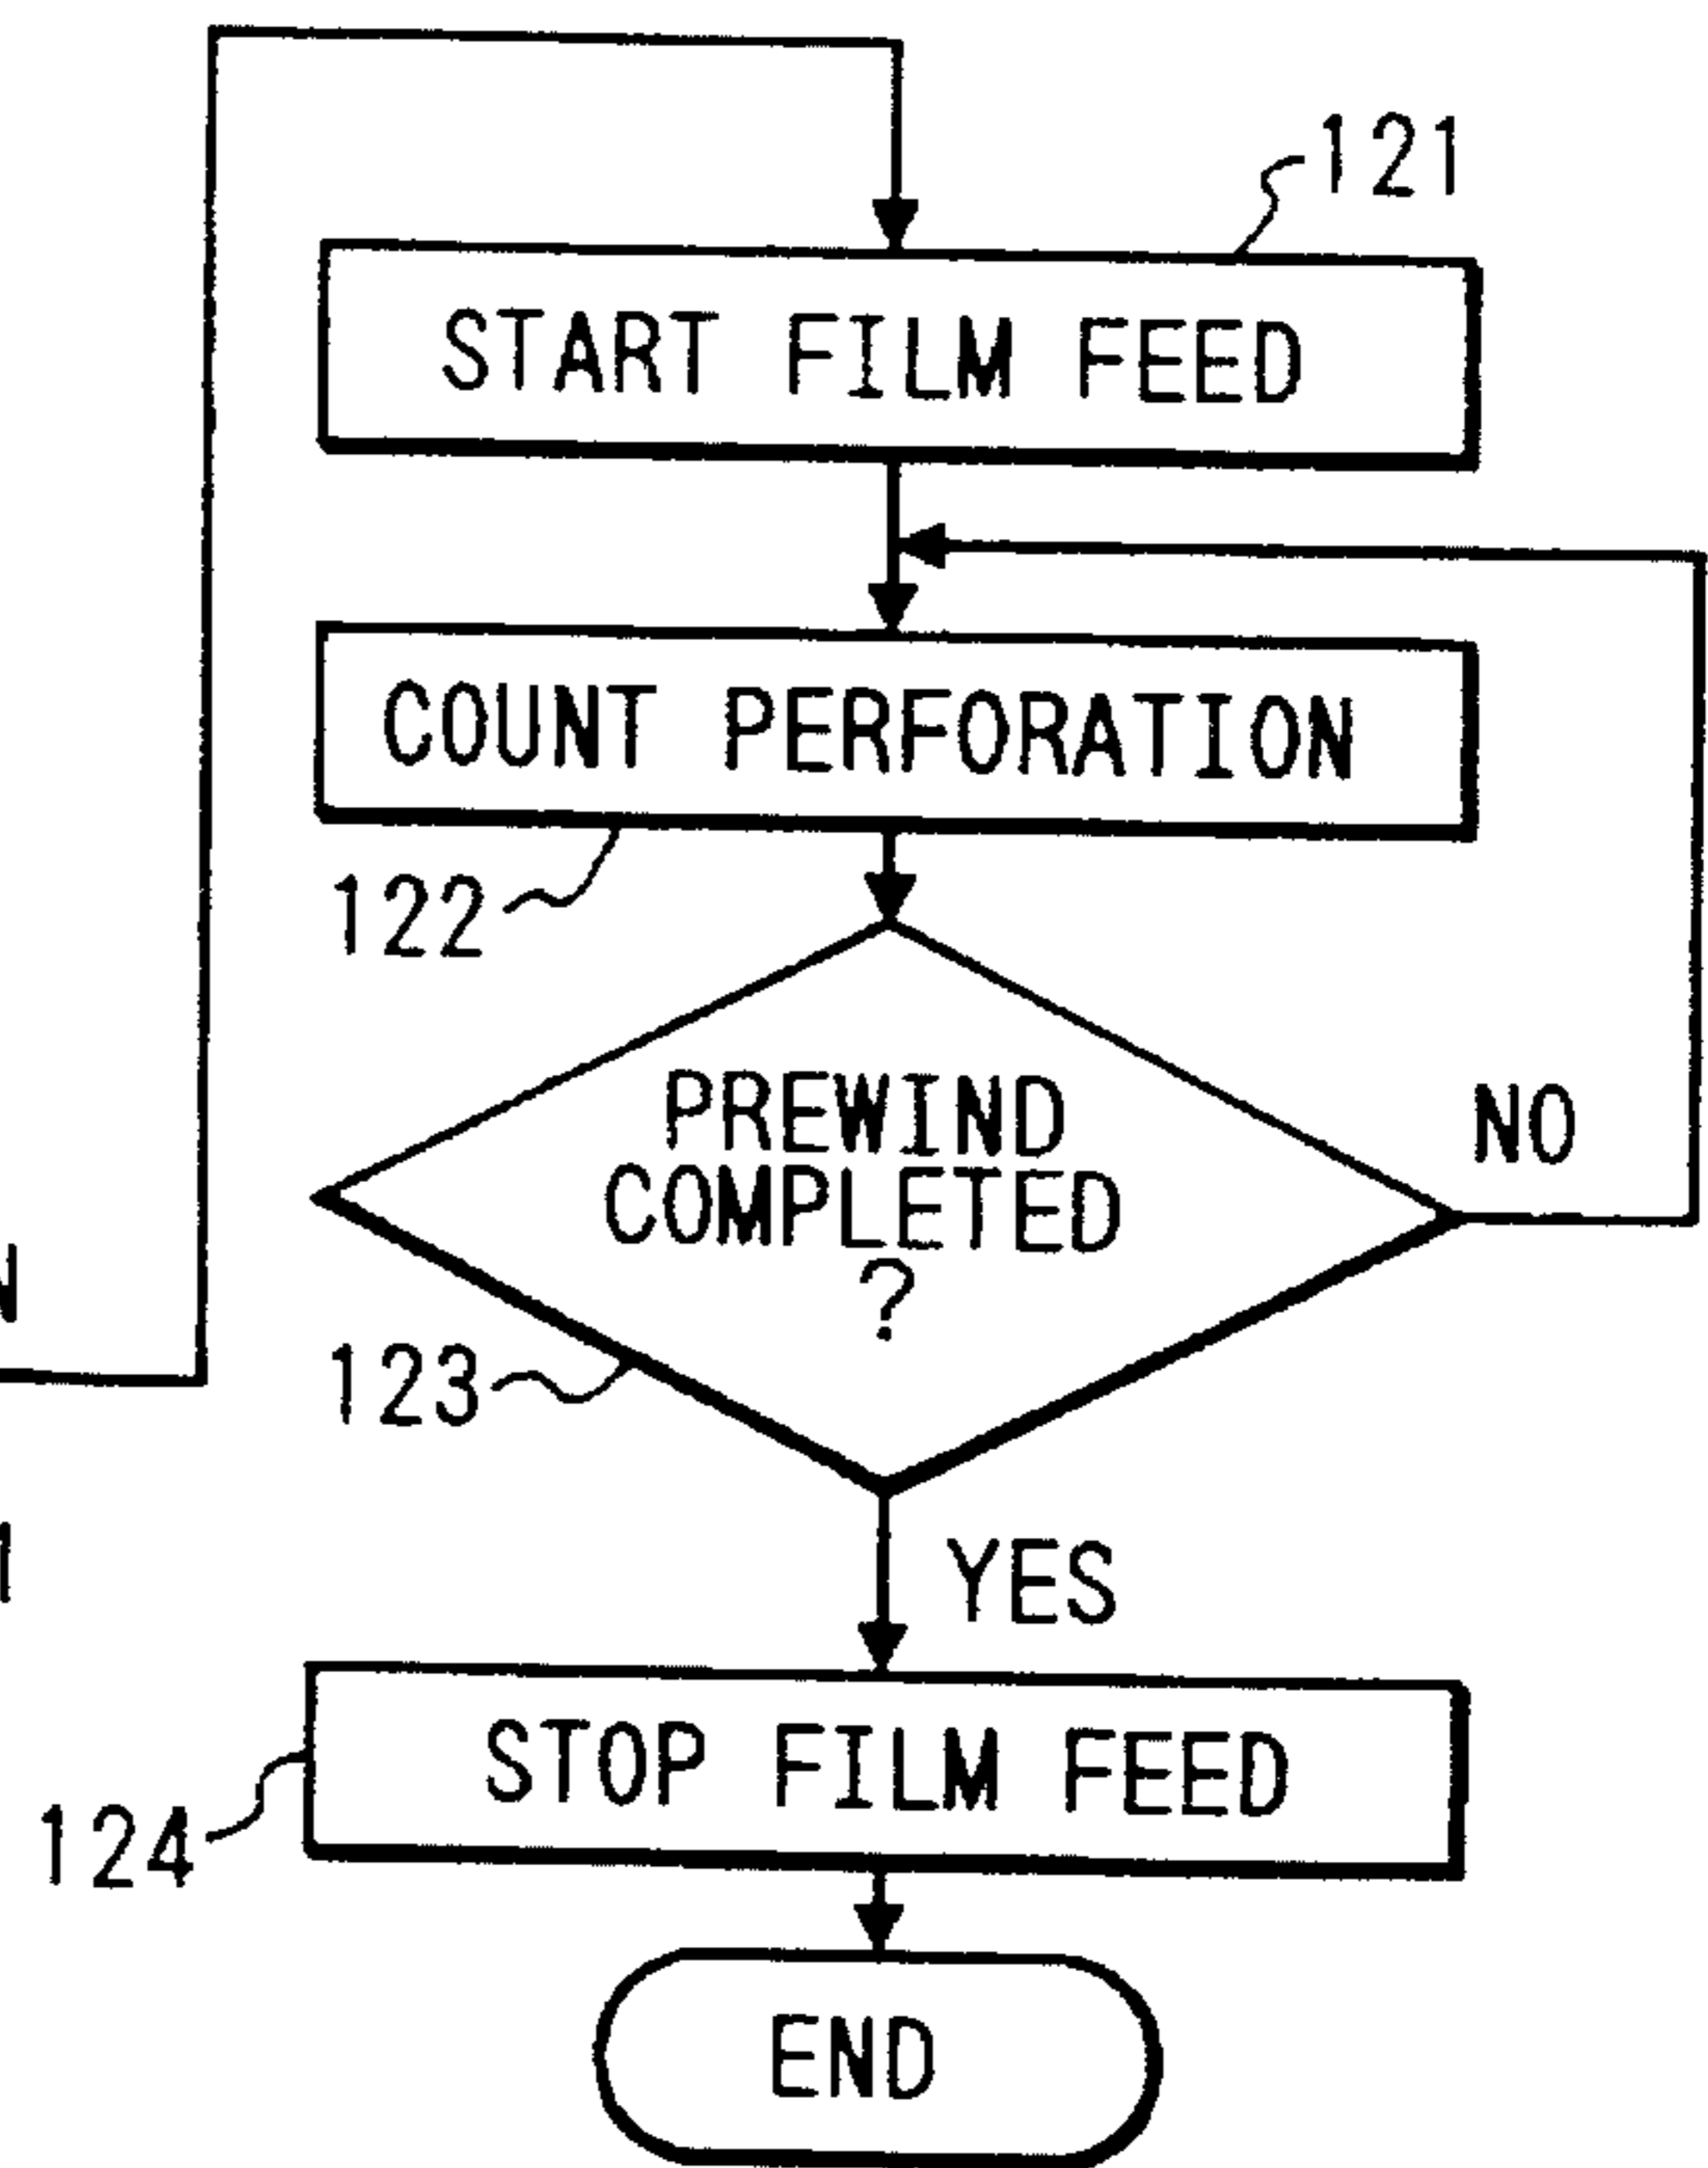 121
START FILM FEED
COUNT PERFORATION
122
PREWIND
COMPLETED
?
NO
123
YES
STOP FILM FEED
124
END